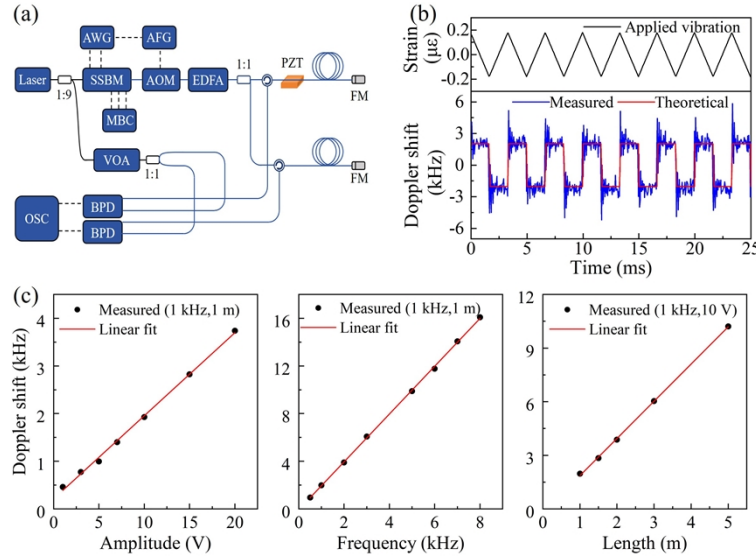 (a)
AWG
AFG
Laser
1:9
SSBM
AOM
EDFA
1:1
PZT
FM
MBC
VOA
1:1
FM
OSC
BPD
BPD
(b)
Strain
(με)
0.2
0.0
-0.2
Applied vibration
Doppler shift
(kHz)
6
3
0
-3
-6
Measured
Theoretical
0 5 10 15 20 25
Time (ms)
(c)
Doppler shift (kHz)
4
3
2
1
0
Measured (1 kHz,1 m)
Linear fit
0 5 10 15 20
Amplitude (V)
16
12
8
4
0
Measured (1 kHz,1 m)
Linear fit
0 2 4 6 8
Frequency (kHz)
12
9
6
3
0
Measured (1 kHz,10 V)
Linear fit
0 1 2 3 4 5
Length (m)